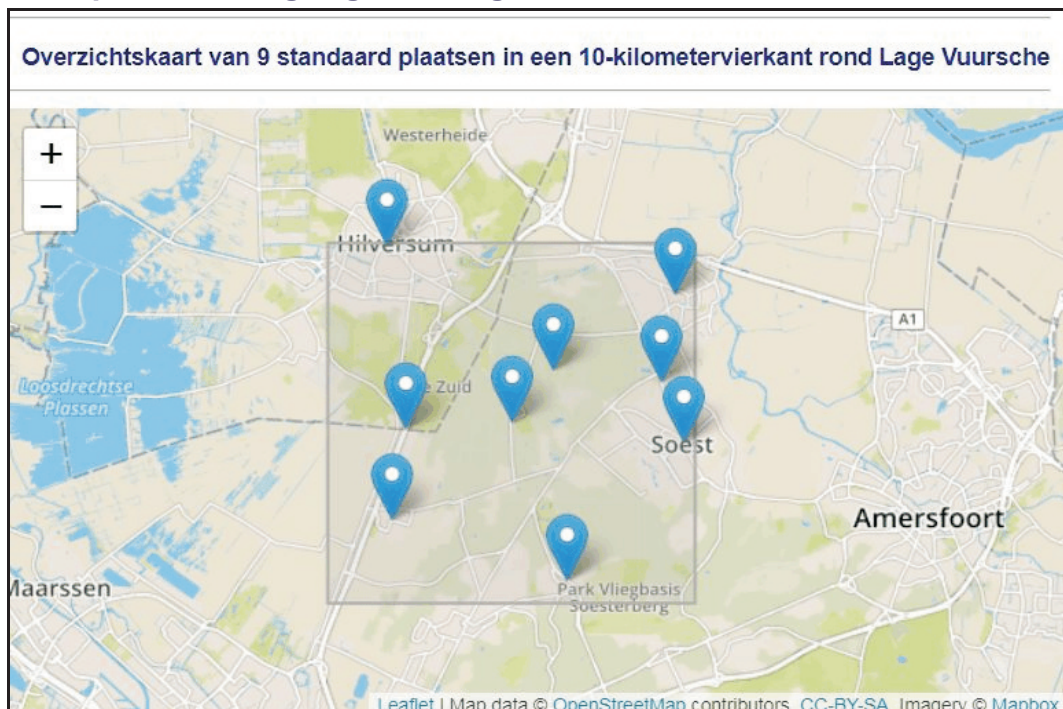 Overzichtskaart van 9 standaard plaatsen in een 10-kilometervierkant rond Lage Vuursche
+
−
Westerheide
Hilversum
A1
Loosdrechtse
Plassen
Zuid
Soest
Amersfoort
Maarssen
Park Vliegbasis
Soesterberg
Leaflet | Map data © OpenStreetMap contributors, CC-BY-SA, Imagery © Mapbox